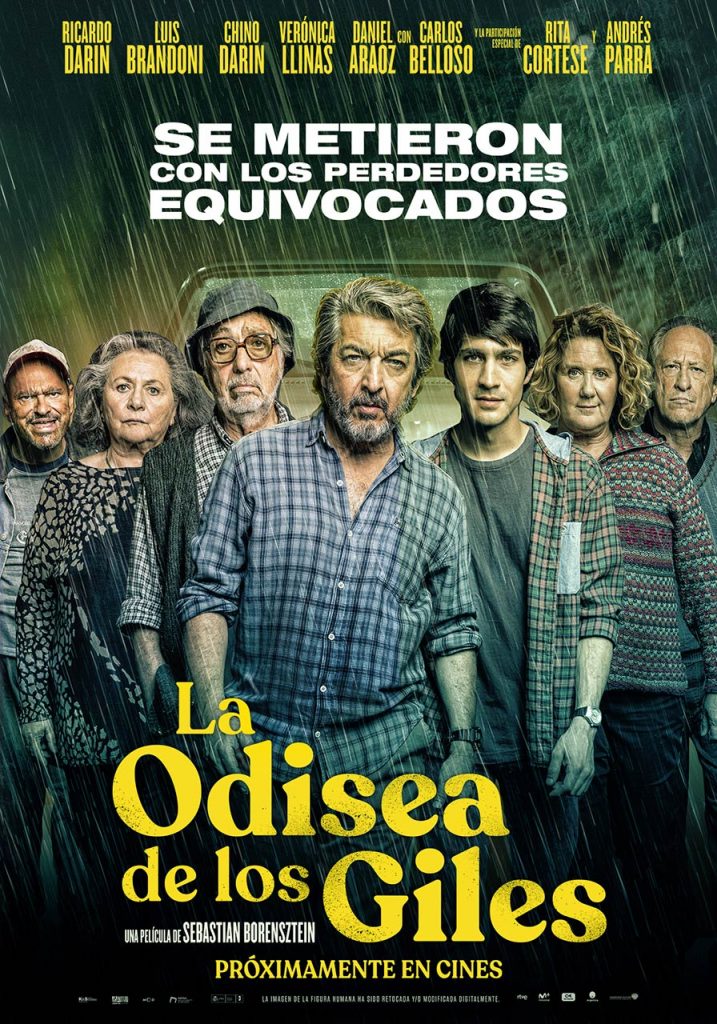 RICARDO DARIN
LUIS BRANDONI
CHINO DARIN
VERÓNICA LLINÁS
DANIEL ARAÓZ
CON
CARLOS BELLOSO
Y LA PARTICIPACIÓN ESPECIAL DE
RITA CORTESE
Y
ANDRÉS PARRA
SE METIERON
CON LOS PERDEDORES
EQUIVOCADOS
La
Odisea
de los Giles
UNA PELÍCULA DE SEBASTIAN BORENSZTEIN
PRÓXIMAMENTE EN CINES
LA IMAGEN DE LA FIGURA HUMANA HA SIDO RETOCADA Y/O MODIFICADA DIGITALMENTE.
rtve